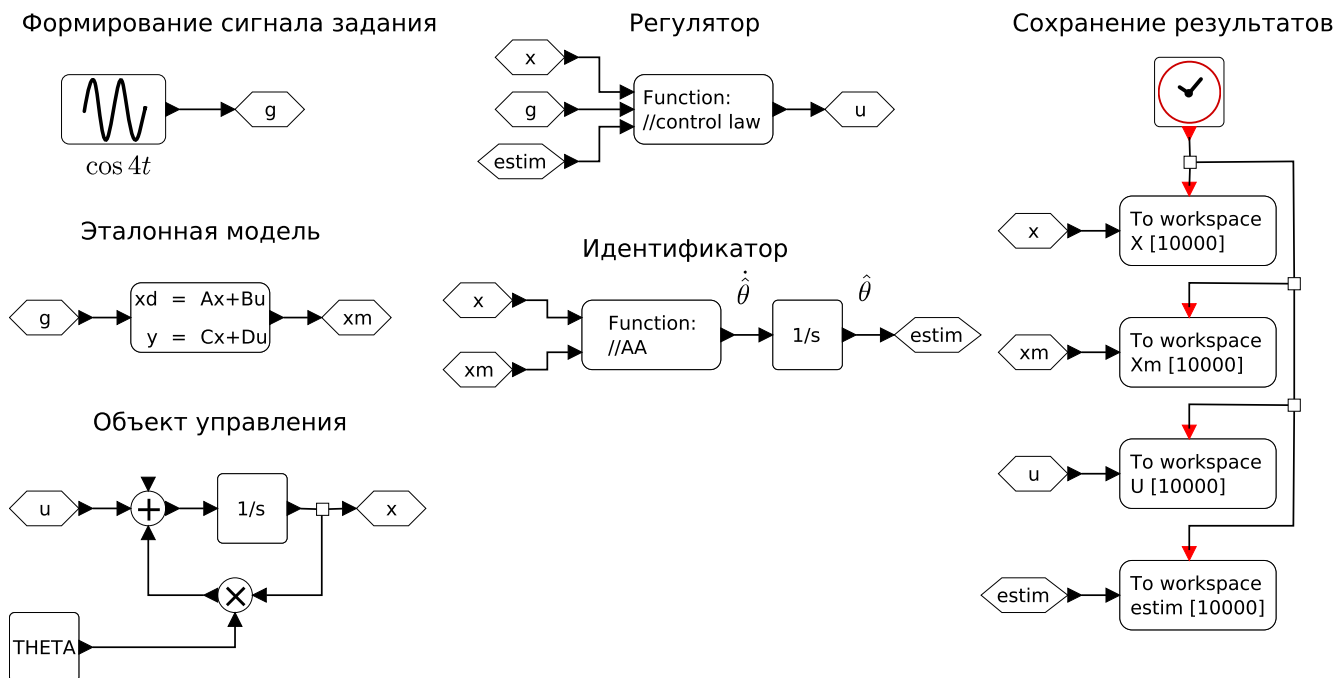 Формирование сигнала задания
g
cos 4t
Эталонная модель
g
xd = Ax+Bu
y = Cx+Du
xm
Объект управления
u
+
1/s
x
×
THETA
Регулятор
x
g
estim
Function:
//control law
u
Идентификатор
x
xm
Function:
//AA
θ̂̇
1/s
θ̂
estim
Сохранение результатов
x
To workspace
X [10000]
xm
To workspace
Xm [10000]
u
To workspace
U [10000]
estim
To workspace
estim [10000]